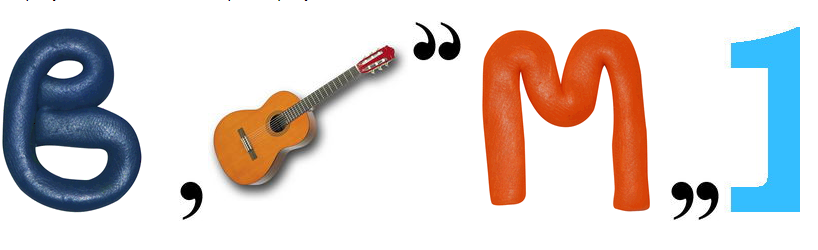 B , “ M „ 1